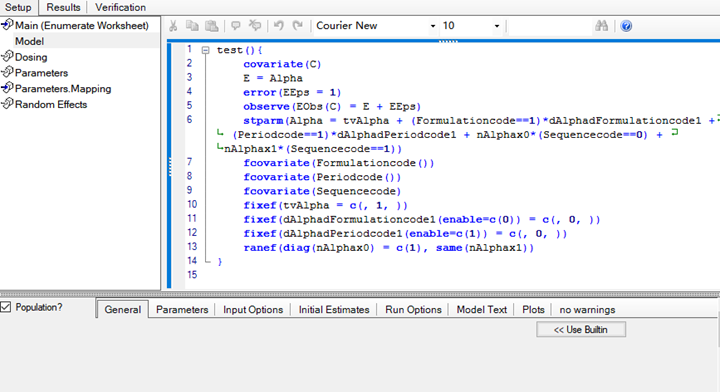 Setup Results Verification
Main (Enumerate Worksheet)
Model
Dosing
Parameters
Parameters.Mapping
Random Effects
Courier New 10
1 test(){
2 covariate(C)
3 E = Alpha
4 error(EEps = 1)
5 observe(EObs(C) = E + EEps)
6 stparm(Alpha = tvAlpha + (Formulationcode==1)*dAlphadFormulationcode1 +
(Periodcode==1)*dAlphadPeriodcode1 + nAlphax0*(Sequencecode==0) +
nAlphax1*(Sequencecode==1))
7 fcovariate(Formulationcode())
8 fcovariate(Periodcode())
9 fcovariate(Sequencecode)
10 fixef(tvAlpha = c(, 1, ))
11 fixef(dAlphadFormulationcode1(enable=c(0)) = c(, 0, ))
12 fixef(dAlphadPeriodcode1(enable=c(1)) = c(, 0, ))
13 ranef(diag(nAlphax0) = c(1), same(nAlphax1))
14 }
15
Population?
General Parameters Input Options Initial Estimates Run Options Model Text Plots no warnings
<< Use Builtin